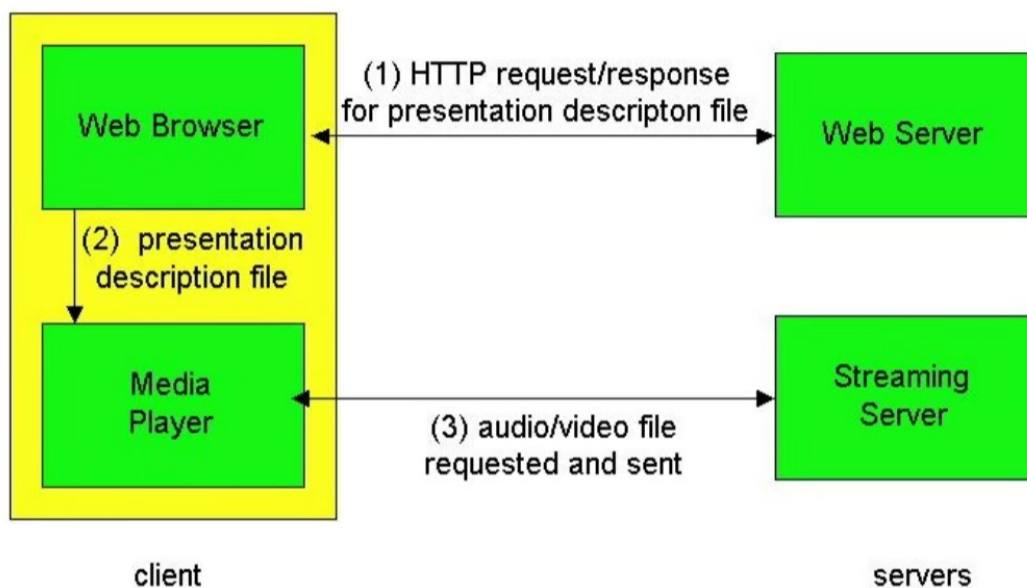 Web Browser
(1) HTTP request/response
for presentation descripton file
Web Server
(2) presentation
description file
Media
Player
(3) audio/video file
requested and sent
Streaming
Server
client
servers